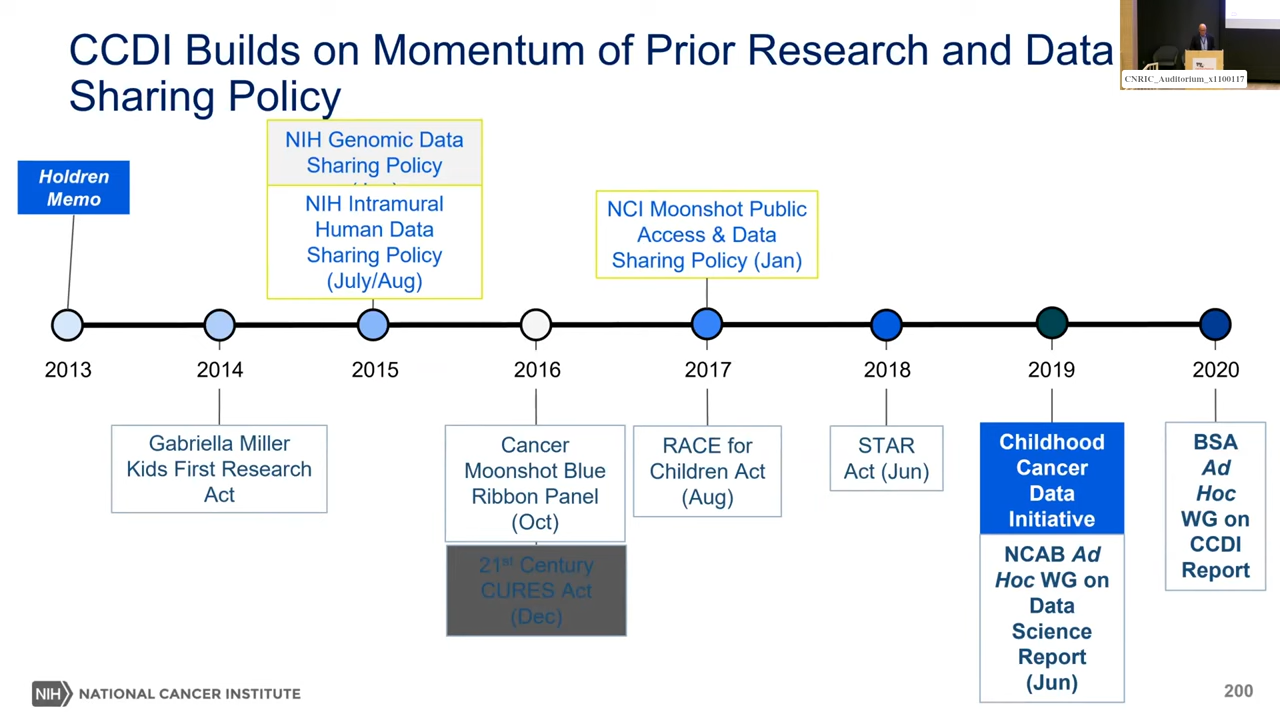 CCDI Builds on Momentum of Prior Research and Data
Sharing Policy
CNRIC_Auditorium_x1100117
Holdren
Memo
NIH Genomic Data
Sharing Policy
NIH Intramural
Human Data
Sharing Policy
(July/Aug)
NCI Moonshot Public
Access & Data
Sharing Policy (Jan)
2013
2014
2015
2016
2017
2018
2019
2020
Gabriella Miller
Kids First Research
Act
Cancer
Moonshot Blue
Ribbon Panel
(Oct)
21st Century
CURES Act
(Dec)
RACE for
Children Act
(Aug)
STAR
Act (Jun)
Childhood
Cancer
Data
Initiative
NCAB Ad
Hoc WG on
Data
Science
Report
(Jun)
BSA
Ad
Hoc
WG on
CCDI
Report
NIH NATIONAL CANCER INSTITUTE
200